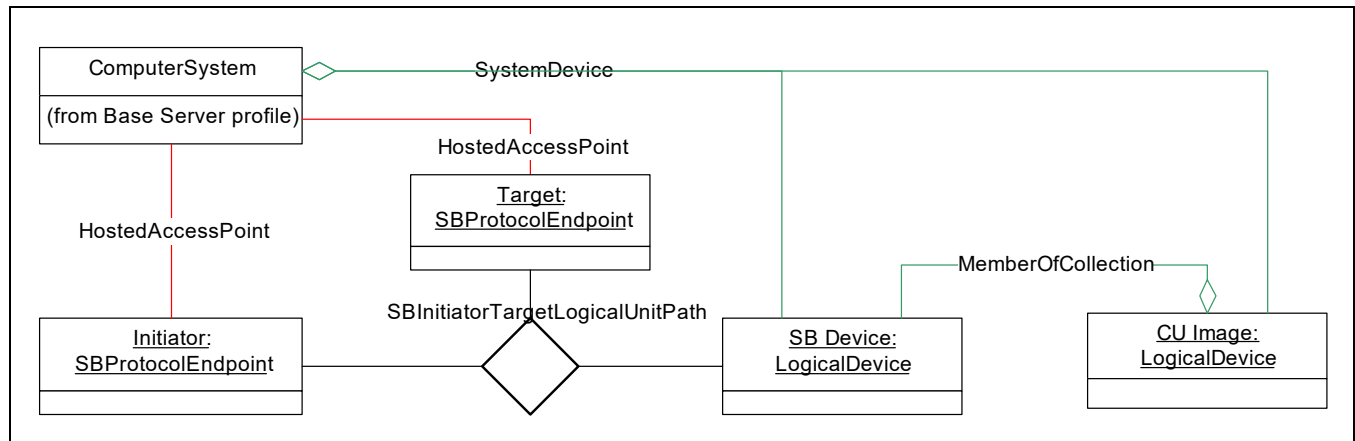 ComputerSystem
SystemDevice
(from Base Server profile)
HostedAccessPoint
Target:
SBProtocolEndpoint
HostedAccessPoint
MemberOfCollection
SBInitiatorTargetLogicalUnitPath
Initiator:
SBProtocolEndpoint
SB Device:
LogicalDevice
CU Image:
LogicalDevice